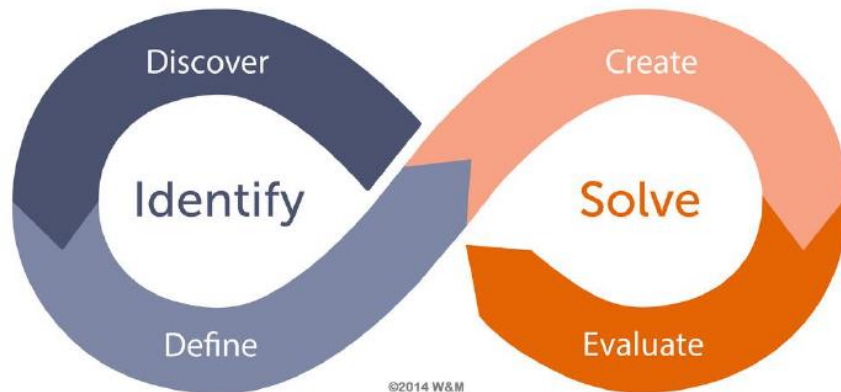 Discover
Create
Identify
Solve
Define
Evaluate
©2014 W&M